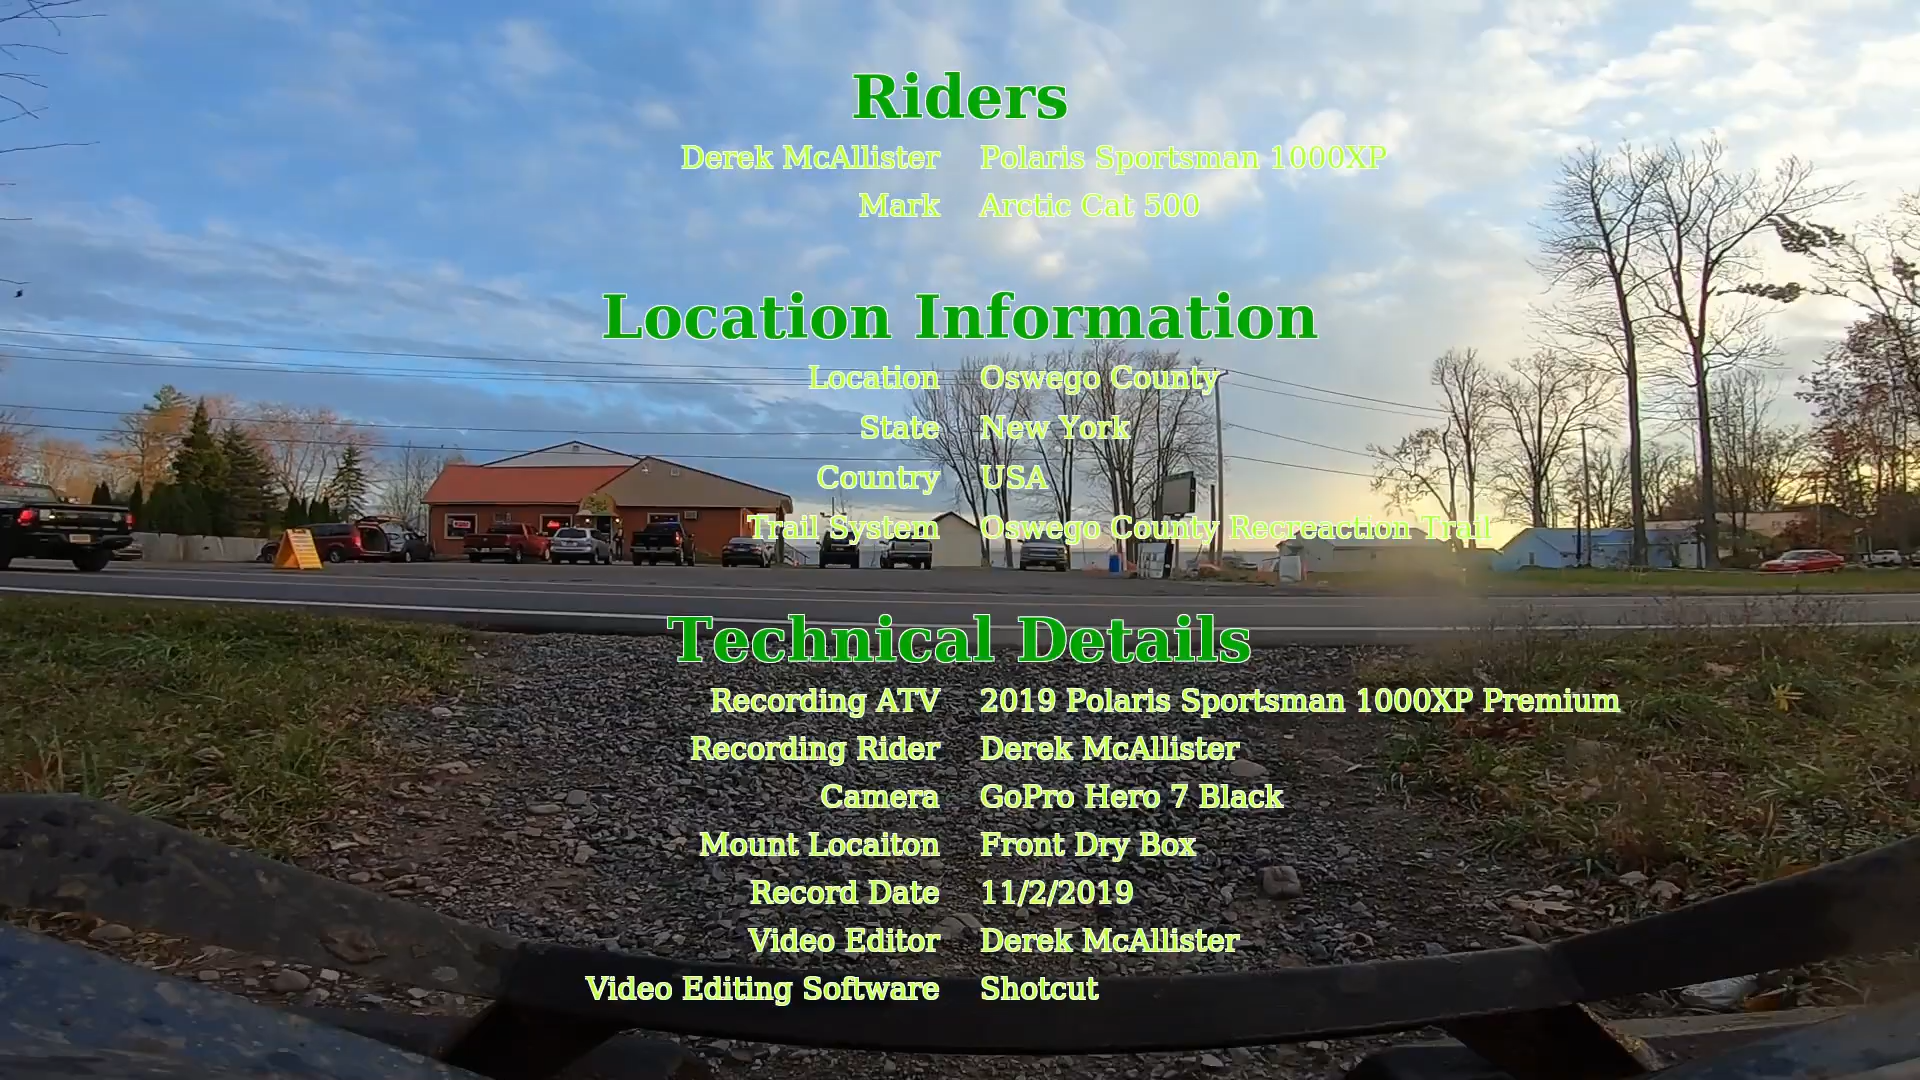 Riders
Derek McAllister Polaris Sportsman 1000XP
Mark Arctic Cat 500
Location Information
Location Oswego County
State New York
Country USA
Trail System Oswego County Recreaction Trail
Technical Details
Recording ATV 2019 Polaris Sportsman 1000XP Premium
Recording Rider Derek McAllister
Camera GoPro Hero 7 Black
Mount Locaiton Front Dry Box
Record Date 11/2/2019
Video Editor Derek McAllister
Video Editing Software Shotcut